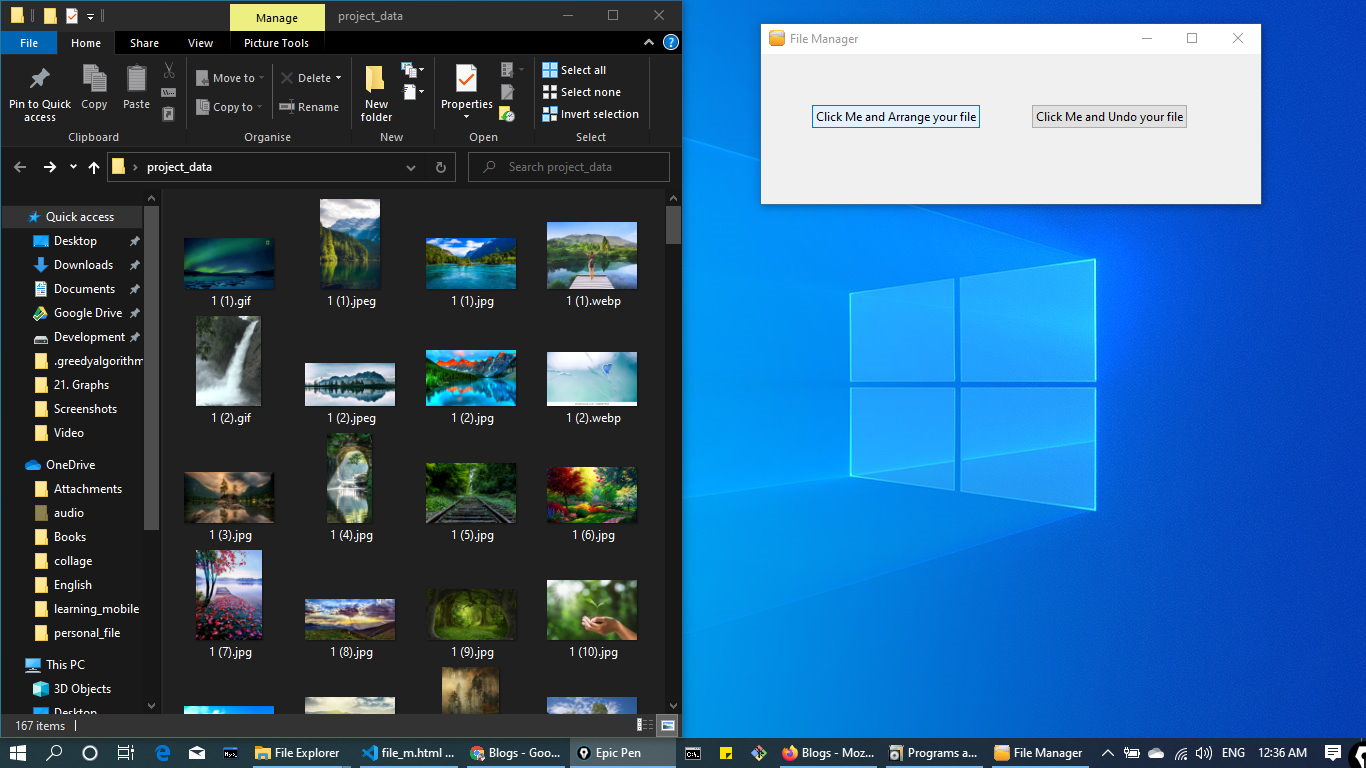 Manage
project_data
File
Home
Share
View
Picture Tools
Pin to Quick access
Copy
Paste
Move to
Copy to
Delete
Rename
New folder
Properties
Open
Select all
Select none
Invert selection
Clipboard
Organise
New
Open
Select
project_data
Search project_data
Quick access
Desktop
Downloads
Documents
Google Drive
Development
.greedyalgorithm
21. Graphs
Screenshots
Video
OneDrive
Attachments
audio
Books
collage
English
learning_mobile
personal_file
This PC
3D Objects
Desktop
1 (1).gif
1 (1).jpeg
1 (1).jpg
1 (1).webp
1 (2).gif
1 (2).jpeg
1 (2).jpg
1 (2).webp
1 (3).jpg
1 (4).jpg
1 (5).jpg
1 (6).jpg
1 (7).jpg
1 (8).jpg
1 (9).jpg
1 (10).jpg
167 items
File Manager
Click Me and Arrange your file
Click Me and Undo your file
File Explorer
file_m.html ...
Blogs - Goo...
Epic Pen
Blogs - Moz...
Programs a...
File Manager
ENG
12:36 AM